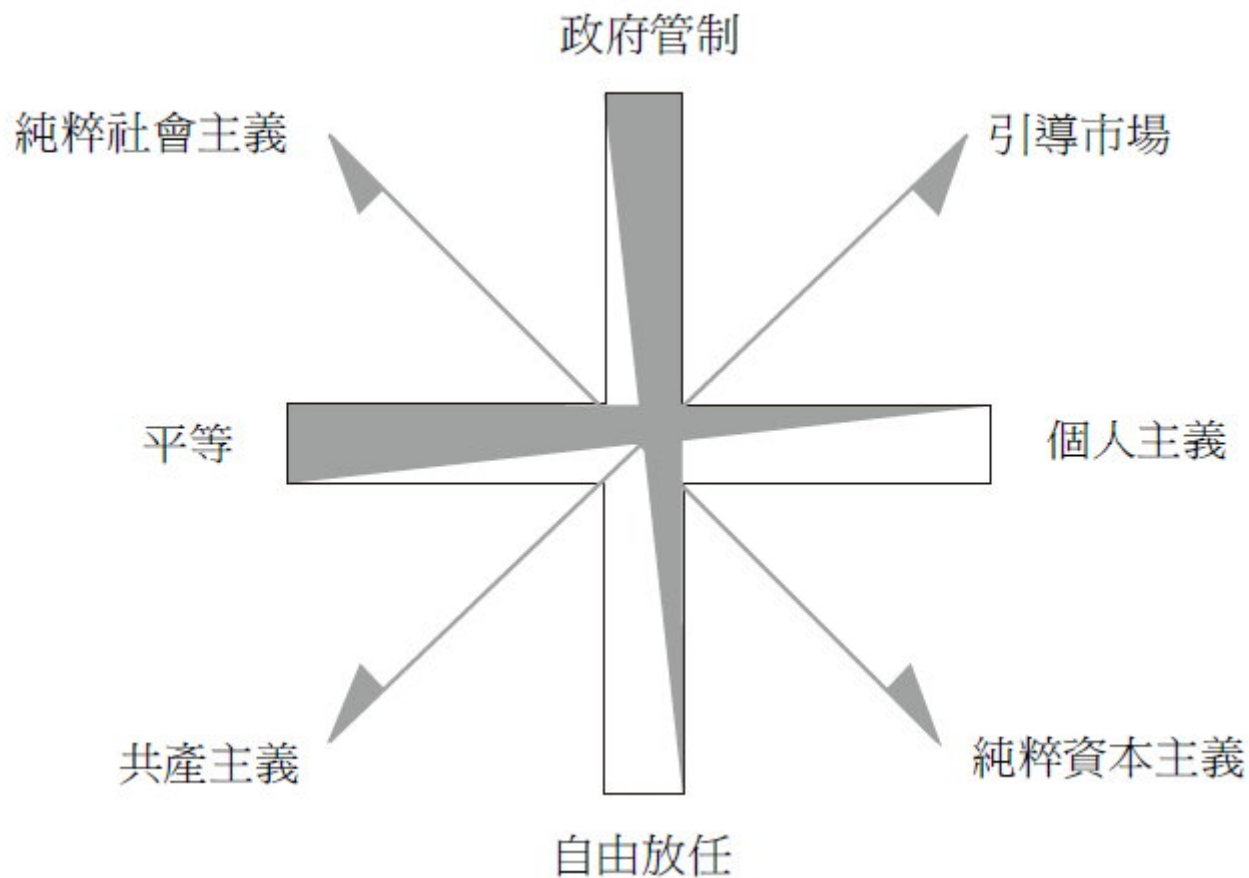 政府管制
純粹社會主義
引導市場
平等
個人主義
共產主義
純粹資本主義
自由放任